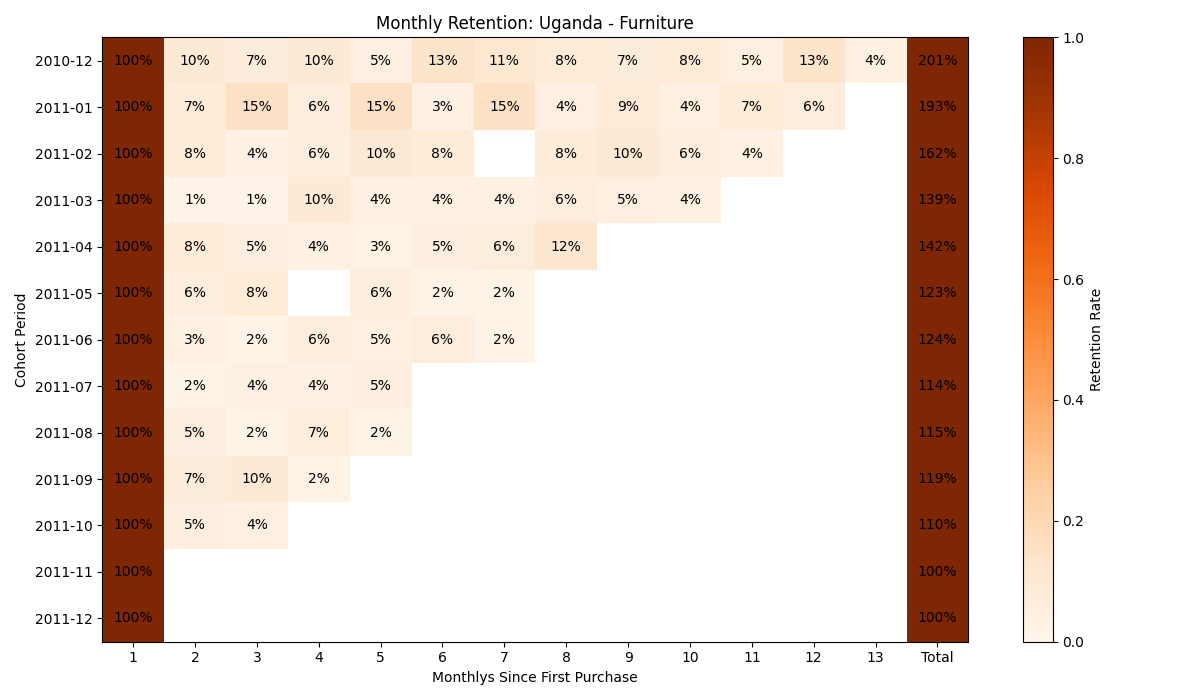 Monthly Retention: Uganda - Furniture
2010-12 100% 10% 7% 10% 5% 13% 11% 8% 7% 8% 5% 13% 4% 201%
2011-01 100% 7% 15% 6% 15% 3% 15% 4% 9% 4% 7% 6% 193%
2011-02 100% 8% 4% 6% 10% 8% 8% 10% 6% 4% 162%
2011-03 100% 1% 1% 10% 4% 4% 4% 6% 5% 4% 139%
2011-04 100% 8% 5% 4% 3% 5% 6% 12% 142%
2011-05 100% 6% 8% 6% 2% 2% 123%
2011-06 100% 3% 2% 6% 5% 6% 2% 124%
2011-07 100% 2% 4% 4% 5% 114%
2011-08 100% 5% 2% 7% 2% 115%
2011-09 100% 7% 10% 2% 119%
2011-10 100% 5% 4% 110%
2011-11 100% 100%
2011-12 100% 100%
1 2 3 4 5 6 7 8 9 10 11 12 13 Total
Monthlys Since First Purchase
Cohort Period
1.0
0.8
0.6
0.4
0.2
0.0
Retention Rate